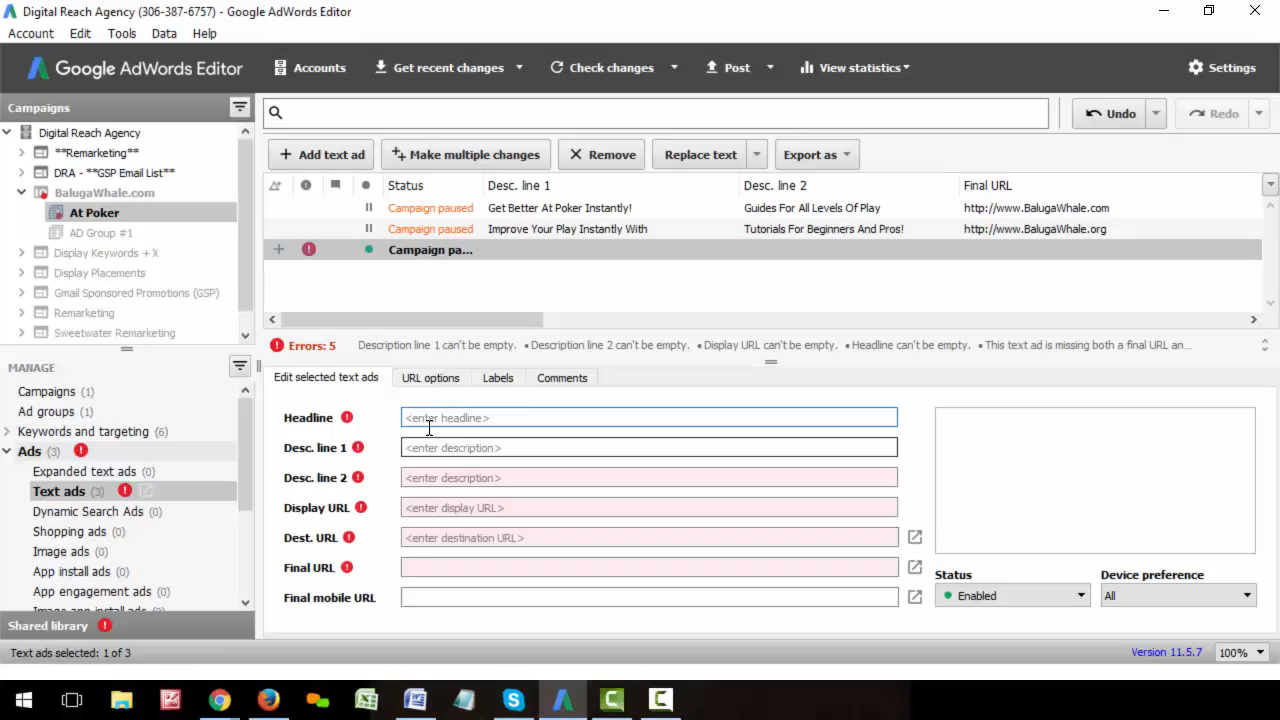 Digital Reach Agency (306-387-6757) - Google AdWords Editor
Account Edit Tools Data Help
Google AdWords Editor Accounts Get recent changes Check changes Post View statistics Settings
Campaigns
Digital Reach Agency
**Remarketing**
DRA - **GSP Email List**
BalugaWhale.com
At Poker
AD Group #1
Display Keywords + X
Display Placements
Gmail Sponsored Promotions (GSP)
Remarketing
Sweetwater Remarketing
MANAGE
Campaigns (1)
Ad groups (1)
Keywords and targeting (6)
Ads (3)
Expanded text ads (0)
Text ads (3)
Dynamic Search Ads (0)
Shopping ads (0)
Image ads (0)
App install ads (0)
App engagement ads (0)
Image app install ads (0)
Shared library
Undo Redo
+ Add text ad Make multiple changes Remove Replace text Export as
Status Desc. line 1 Desc. line 2 Final URL
Campaign paused Get Better At Poker Instantly! Guides For All Levels Of Play http://www.BalugaWhale.com
Campaign paused Improve Your Play Instantly With Tutorials For Beginners And Pros! http://www.BalugaWhale.org
Campaign pa...
Errors: 5 Description line 1 can't be empty. • Description line 2 can't be empty. • Display URL can't be empty. • Headline can't be empty. • This text ad is missing both a final URL an...
Edit selected text ads URL options Labels Comments
Headline <enter headline>
Desc. line 1 <enter description>
Desc. line 2 <enter description>
Display URL <enter display URL>
Dest. URL <enter destination URL>
Final URL
Final mobile URL
Status Device preference
Enabled All
Text ads selected: 1 of 3 Version 11.5.7 100%